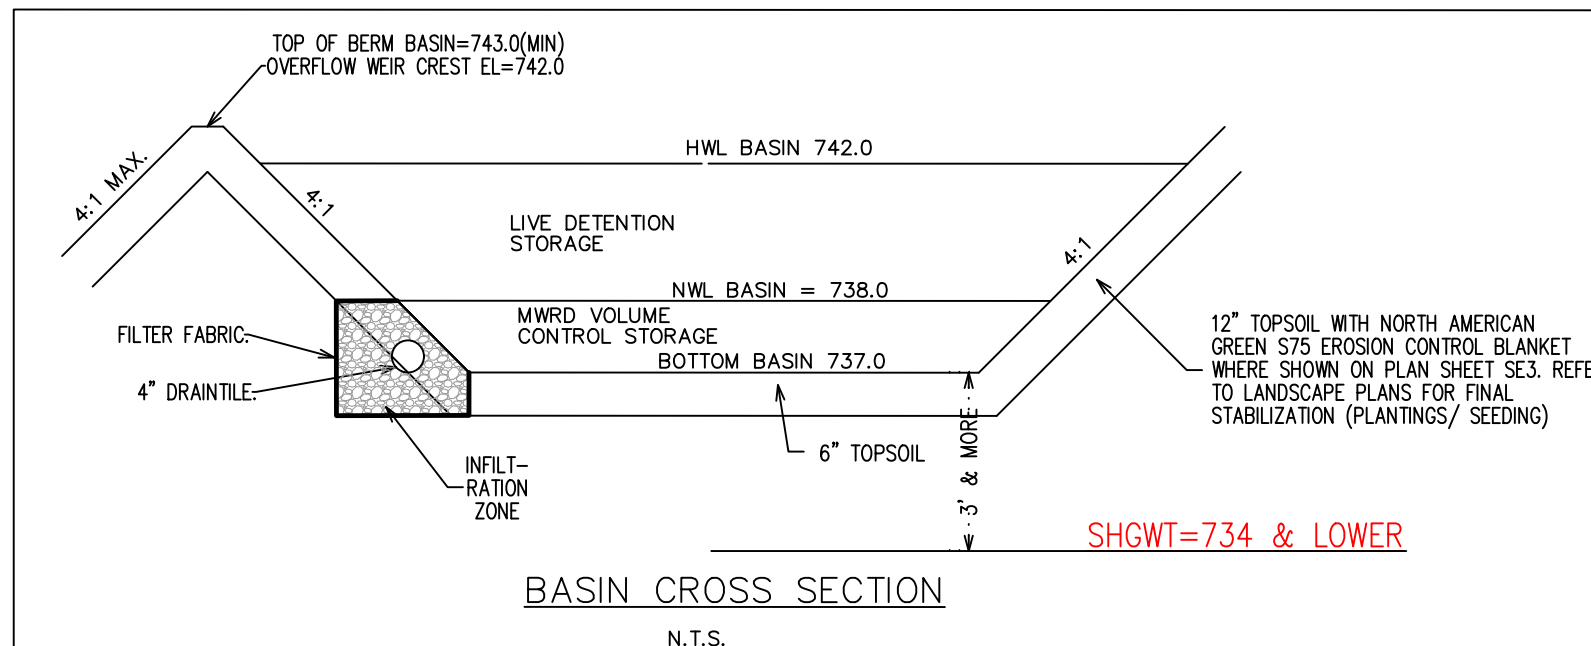 TOP OF BERM BASIN=743.0(MIN)
OVERFLOW WEIR CREST EL=742.0
HWL BASIN 742.0
4:1 MAX.
4:1
LIVE DETENTION
STORAGE
4:1
NWL BASIN = 738.0
MWRD VOLUME
CONTROL STORAGE
BOTTOM BASIN 737.0
FILTER FABRIC.
4" DRAINTILE.
12" TOPSOIL WITH NORTH AMERICAN
GREEN S75 EROSION CONTROL BLANKET
WHERE SHOWN ON PLAN SHEET SE3. REFE
TO LANDSCAPE PLANS FOR FINAL
STABILIZATION (PLANTINGS/ SEEDING)
6" TOPSOIL
INFILT-
RATION
ZONE
3' & MORE
SHGWT=734 & LOWER
BASIN CROSS SECTION
N.T.S.